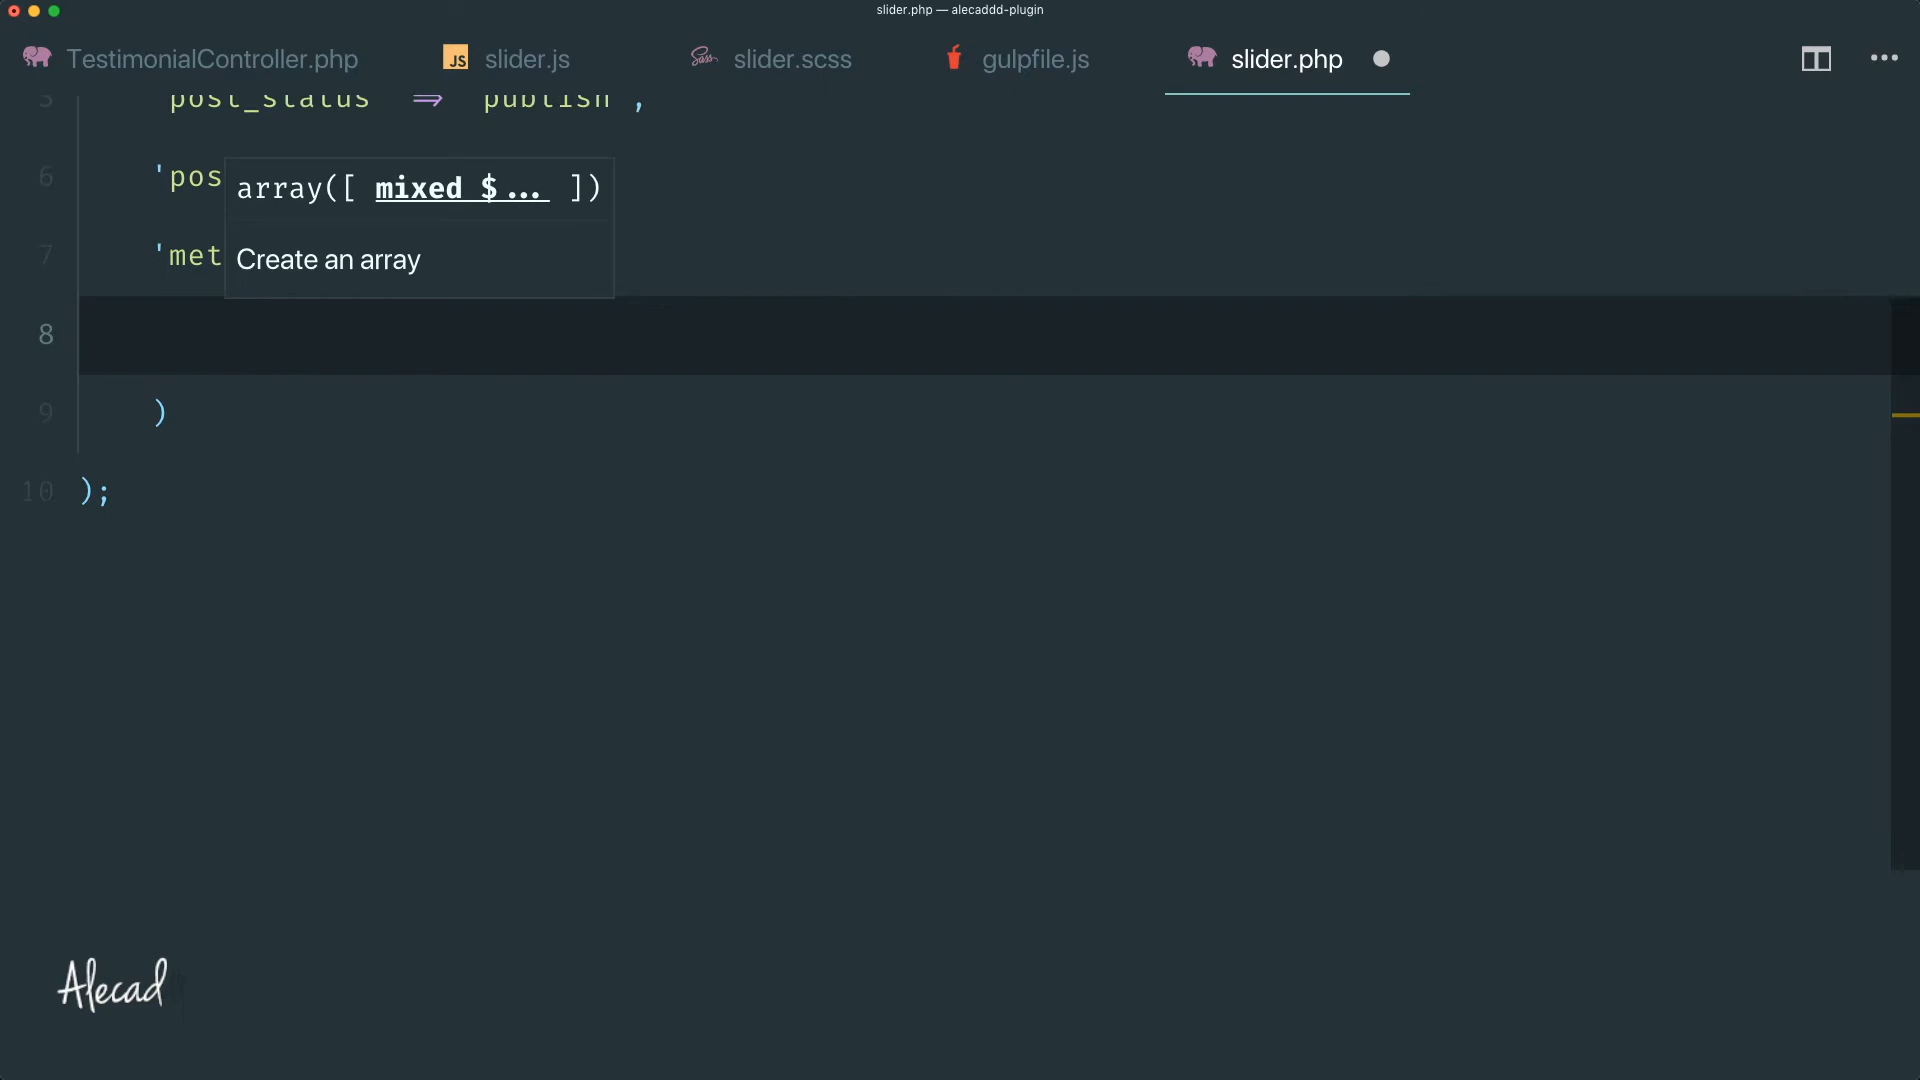 slider.php — alecaddd-plugin
TestimonialController.php slider.js slider.scss gulpfile.js slider.php
5 'post_status' => 'publish',
6 'pos
array([ mixed $... ])
7 'met
Create an array
8
9 )
10 );
Alecad